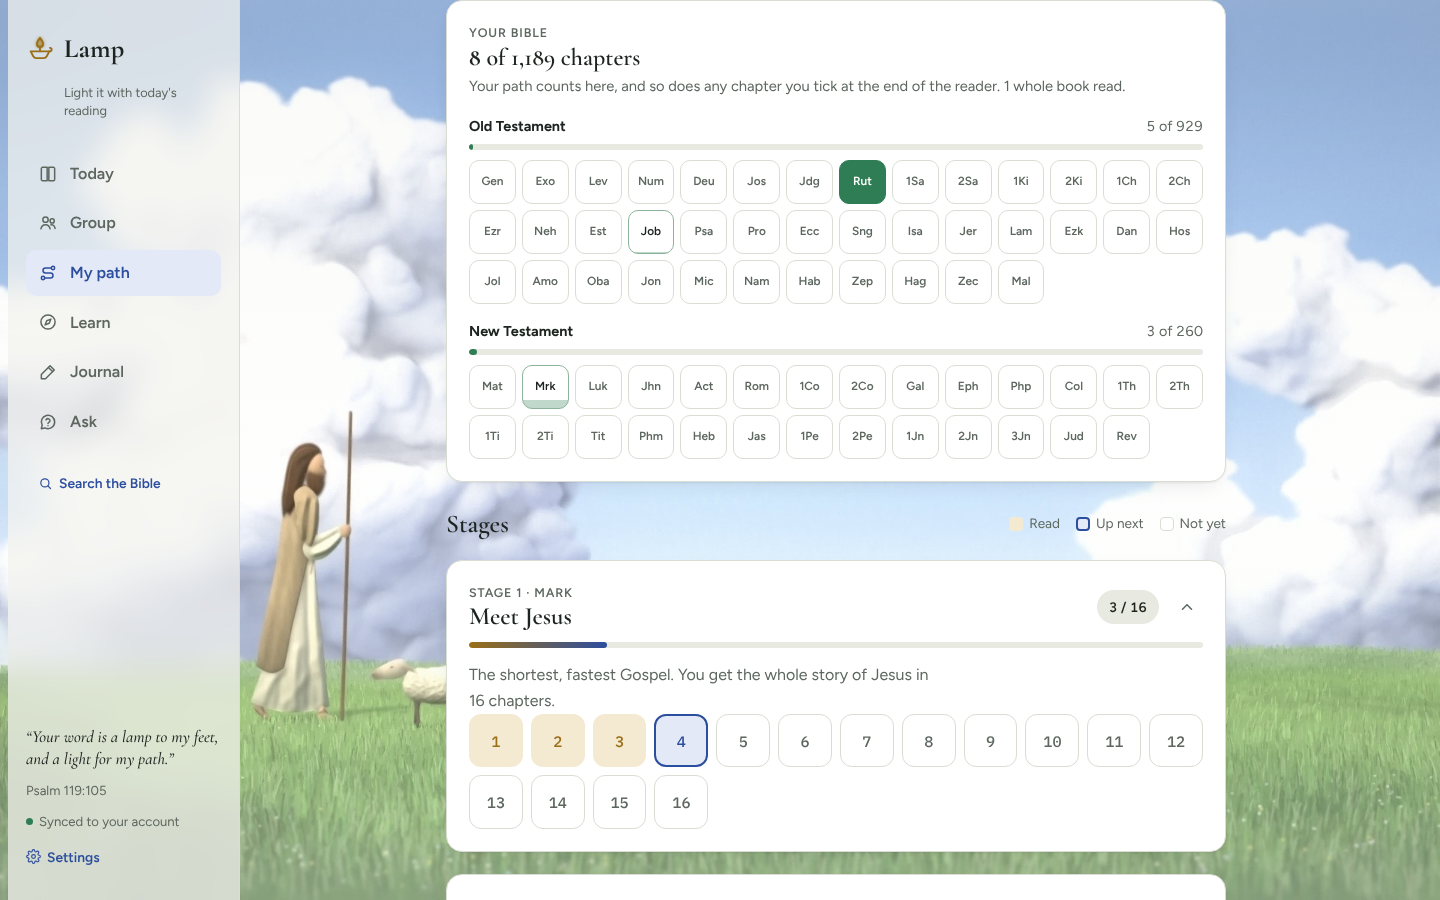 Lamp
Light it with today's
reading
Today
Group
My path
Learn
Journal
Ask
Search the Bible
“Your word is a lamp to my feet,
and a light for my path.”
Psalm 119:105
Synced to your account
Settings
YOUR BIBLE
8 of 1,189 chapters
Your path counts here, and so does any chapter you tick at the end of the reader. 1 whole book read.
Old Testament 5 of 929
Gen Exo Lev Num Deu Jos Jdg Rut 1Sa 2Sa 1Ki 2Ki 1Ch 2Ch
Ezr Neh Est Job Psa Pro Ecc Sng Isa Jer Lam Ezk Dan Hos
Jol Amo Oba Jon Mic Nam Hab Zep Hag Zec Mal
New Testament 3 of 260
Mat Mrk Luk Jhn Act Rom 1Co 2Co Gal Eph Php Col 1Th 2Th
1Ti 2Ti Tit Phm Heb Jas 1Pe 2Pe 1Jn 2Jn 3Jn Jud Rev
Stages Read Up next Not yet
STAGE 1 · MARK
Meet Jesus 3 / 16
The shortest, fastest Gospel. You get the whole story of Jesus in
16 chapters.
1 2 3 4 5 6 7 8 9 10 11 12
13 14 15 16